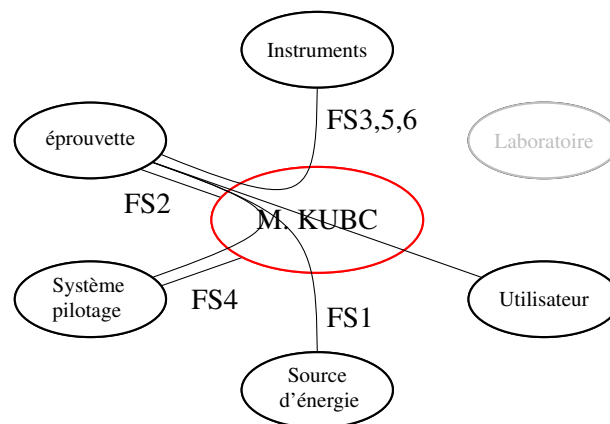 Instruments
FS3,5,6
éprouvette
Laboratoire
FS2
M. KUBC
Système
pilotage
FS4
FS1
Utilisateur
Source
d'énergie